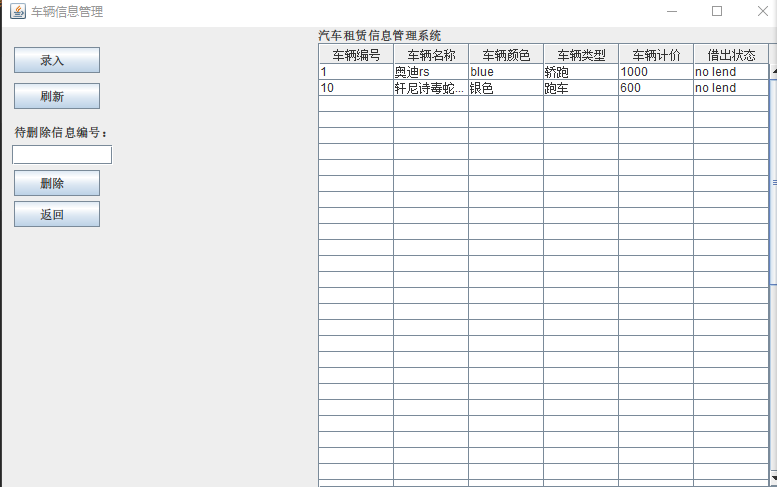 车辆信息管理
录入
刷新
待删除信息编号：
删除
返回
汽车租赁信息管理系统
车辆编号 车辆名称 车辆颜色 车辆类型 车辆计价 借出状态
1 奥迪rs blue 轿跑 1000 no lend
10 轩尼诗毒蛇... 银色 跑车 600 no lend